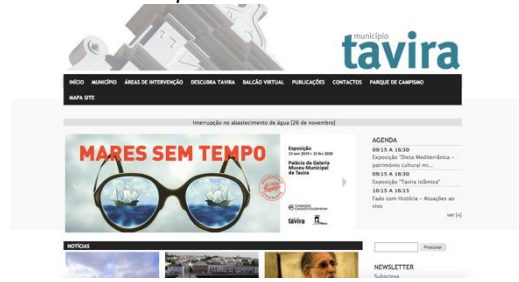 município
tavira
INÍCIO MUNICÍPIO ÁREAS DE INTERVENÇÃO DESCUBRA TAVIRA BALCÃO VIRTUAL PUBLICAÇÕES CONTACTOS PARQUE DE CAMPISMO
MAPA SITE
Interrupção no abastecimento de água [26 de novembro]
MARES SEM TEMPO
Exposição
Palácio da Galeria
Museu Municipal
de Tavira
tavira
AGENDA
09:15 A 16:30
Exposição "Dieta Mediterrânica –
património cultural mi...
09:15 A 16:30
Exposição "Tavira Islâmica"
10:15 A 16:15
Fado com História – Atuações ao
vivo
ver [+]
NOTÍCIAS
Procurar
NEWSLETTER
Subscreva